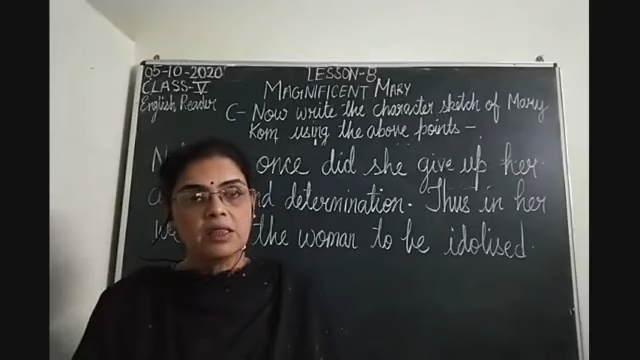 05-10-2020
CLASS-V
English Reader
LESSON-8
MAGNIFICENT MARY
C- Now write the character sketch of Mary
Kom using the above points -
once did she give up her
determination. Thus in her
the woman to be idolised.